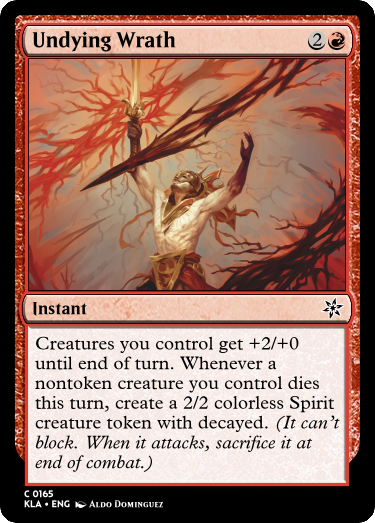 Undying Wrath 2
Instant
Creatures you control get +2/+0
until end of turn. Whenever a
nontoken creature you control dies
this turn, create a 2/2 colorless Spirit
creature token with decayed. (It can't
block. When it attacks, sacrifice it at
end of combat.)
C 0165
KLA • ENG Aldo Dominguez